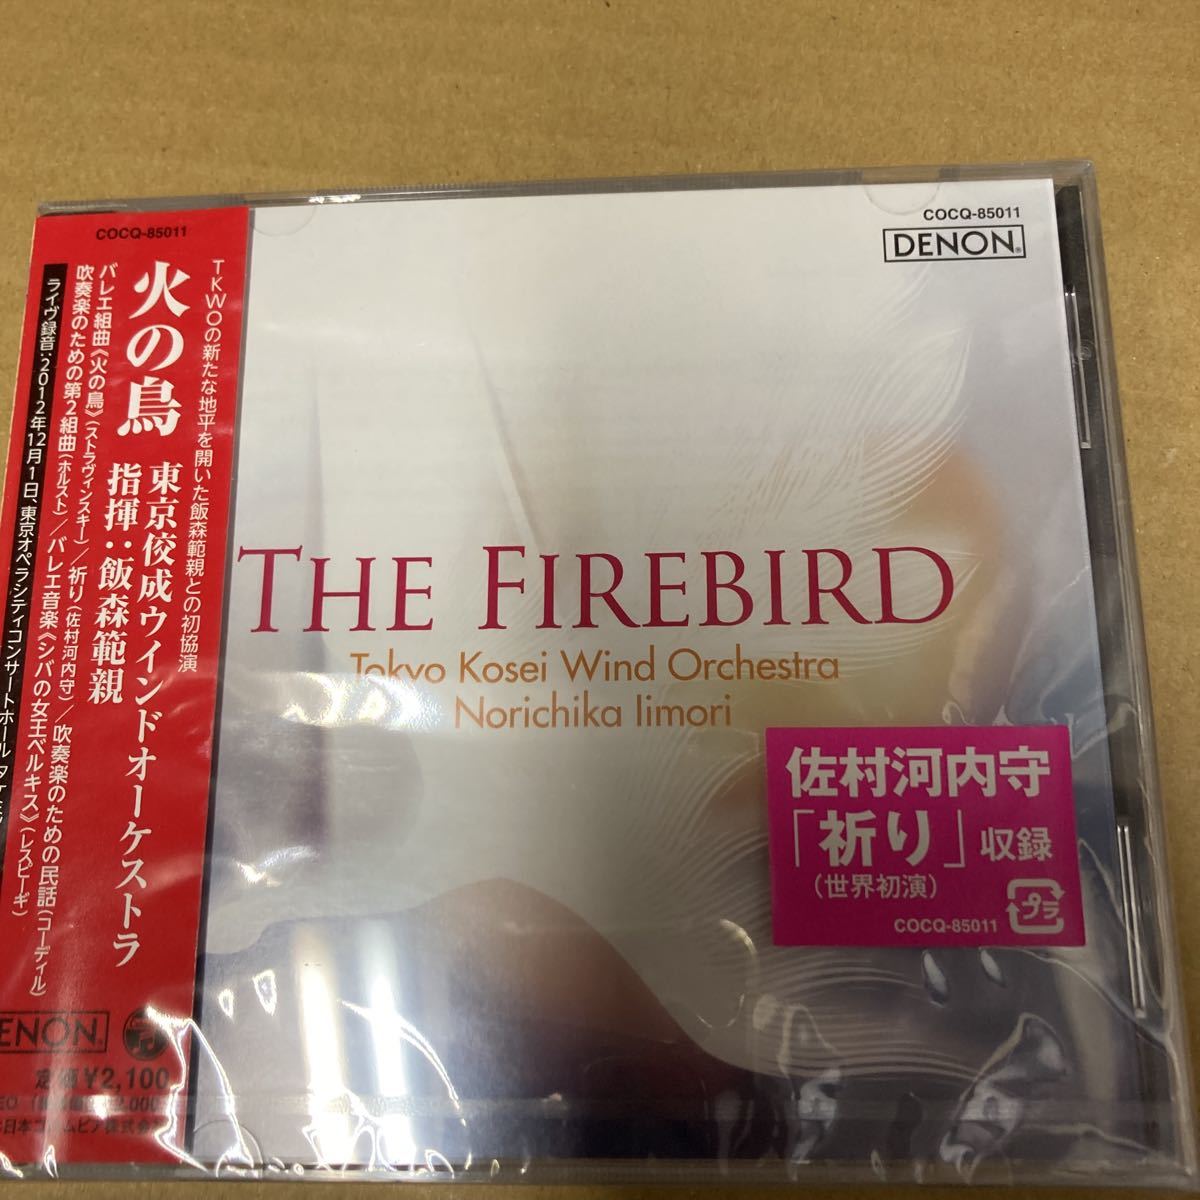 COCQ-85011
TKWOの新たな地平を開いた飯森範親との初協演
火の鳥
東京佼成ウインドオーケストラ
指揮：飯森範親
バレエ組曲《火の鳥》(ストラヴィンスキー)／祈り(佐村河内守)／吹奏楽のための民話(コーディル)
吹奏楽のための第2組曲(ホルスト)／バレエ音楽《シバの女王ベルキス》(レスピーギ)
ライヴ録音：2012年12月1日、東京オペラシティコンサートホール
DENON
定価¥2,100
COCQ-85011
DENON
THE FIREBIRD
Tokyo Kosei Wind Orchestra
Norichika Iimori
佐村河内守
「祈り」収録
(世界初演)
プラ
COCQ-85011